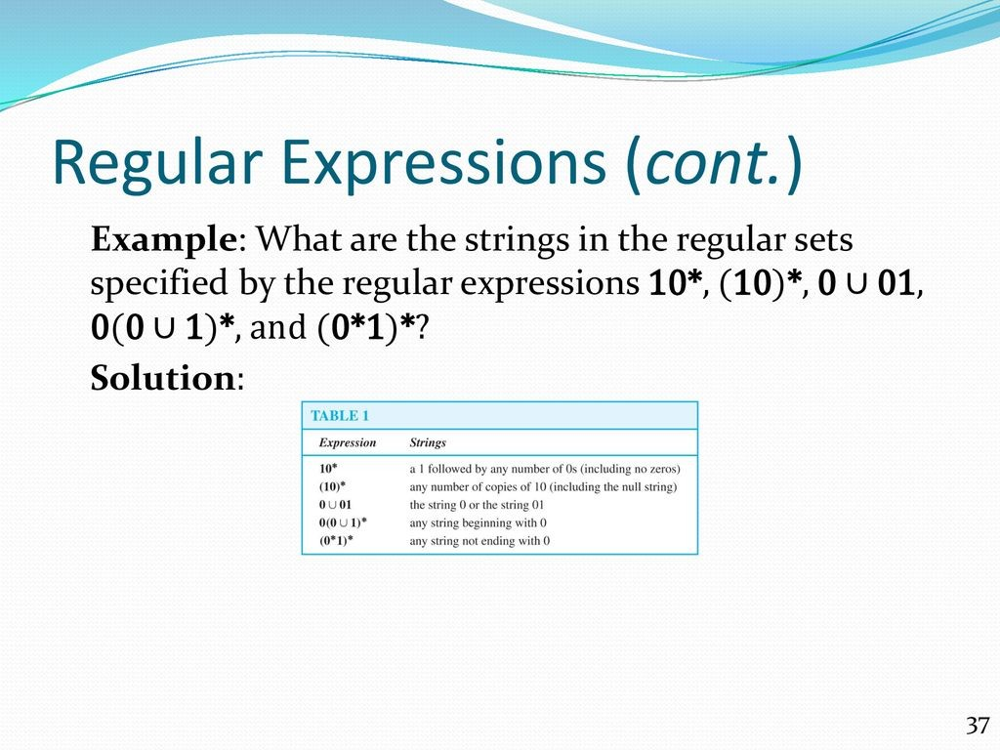 Regular Expressions (cont.)
Example: What are the strings in the regular sets
specified by the regular expressions 10*, (10)*, 0 ∪ 01,
0(0 ∪ 1)*, and (0*1)*?
Solution:
TABLE 1
Expression Strings
10* a 1 followed by any number of 0s (including no zeros)
(10)* any number of copies of 10 (including the null string)
0 ∪ 01 the string 0 or the string 01
0(0 ∪ 1)* any string beginning with 0
(0*1)* any string not ending with 0
37